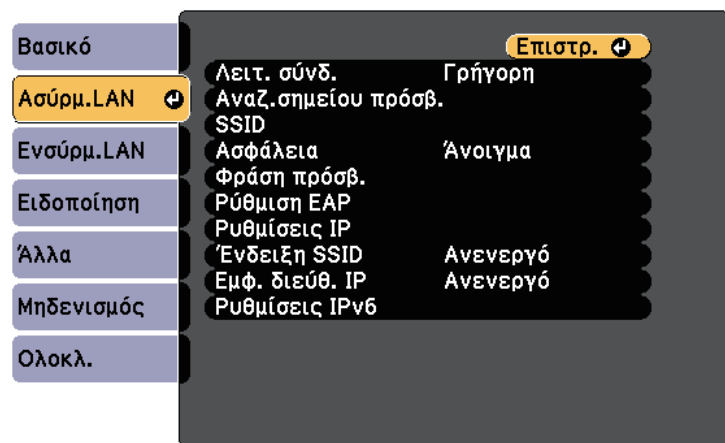 Βασικό
Ασύρμ.LAN
Ενσύρμ.LAN
Ειδοποίηση
Άλλα
Μηδενισμός
Ολοκλ.
Επιστρ.
Λειτ. σύνδ. Γρήγορη
Αναζ.σημείου πρόσβ.
SSID
Ασφάλεια Άνοιγμα
Φράση πρόσβ.
Ρύθμιση EAP
Ρυθμίσεις IP
Ένδειξη SSID Ανενεργό
Εμφ. διεύθ. IP Ανενεργό
Ρυθμίσεις IPv6